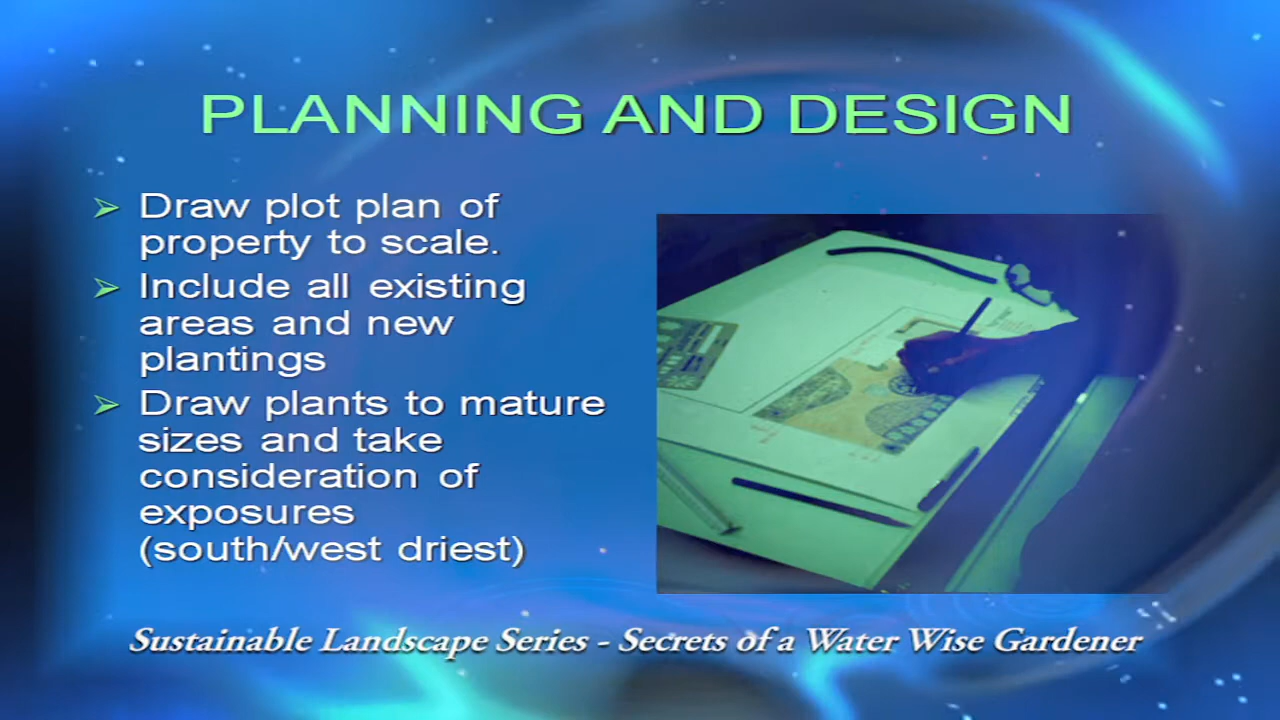 PLANNING AND DESIGN
➢ Draw plot plan of
property to scale.
➢ Include all existing
areas and new
plantings
➢ Draw plants to mature
sizes and take
consideration of
exposures
(south/west driest)
Sustainable Landscape Series - Secrets of a Water Wise Gardener